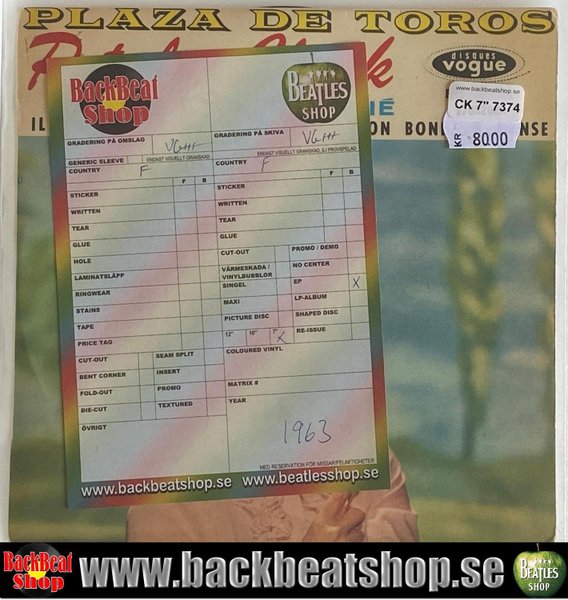 PLAZA DE TOROS
disques
vogue
www.backbeatshop.se
CK 7" 7374
KR 80.00
IÉ
IL
ON BON
NSE
BackBeat
Shop
BEATLES
SHOP
GRADERING PÅ OMSLAG VG++
GENERIC SLEEVE ENDAST VISUELLT GRANSKAD
COUNTRY F
F B
STICKER
WRITTEN
TEAR
GLUE
HOLE
LAMINATSLÄPP
RINGWEAR
STAINS
TAPE
PRICE TAG
CUT-OUT SEAM SPLIT
BENT CORNER INSERT
FOLD-OUT PROMO
DIE-CUT TEXTURED
ÖVRIGT
GRADERING PÅ SKIVA VG++
ENDAST VISUELLT GRANSKAD, EJ PROVSPELAD
COUNTRY F
F B
STICKER
WRITTEN
TEAR
GLUE
CUT-OUT PROMO / DEMO
VÄRMESKADA / VINYLBUBBLOR NO CENTER
SINGEL EP X
MAXI LP-ALBUM
PICTURE DISC SHAPED DISC
12" 10" 7" X RE-ISSUE
COLOURED VINYL
MATRIX #
YEAR
1963
MED RESERVATION FÖR MISSAR/FELAKTIGHETER
www.backbeatshop.se www.beatlesshop.se
BackBeat
Shop
www.backbeatshop.se
BEATLES
SHOP